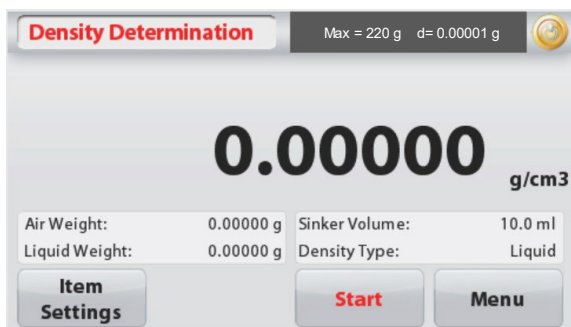 Density Determination Max = 220 g d= 0.00001 g
0.00000 g/cm3
Air Weight: 0.00000 g Sinker Volume: 10.0 ml
Liquid Weight: 0.00000 g Density Type: Liquid
Item Settings Start Menu